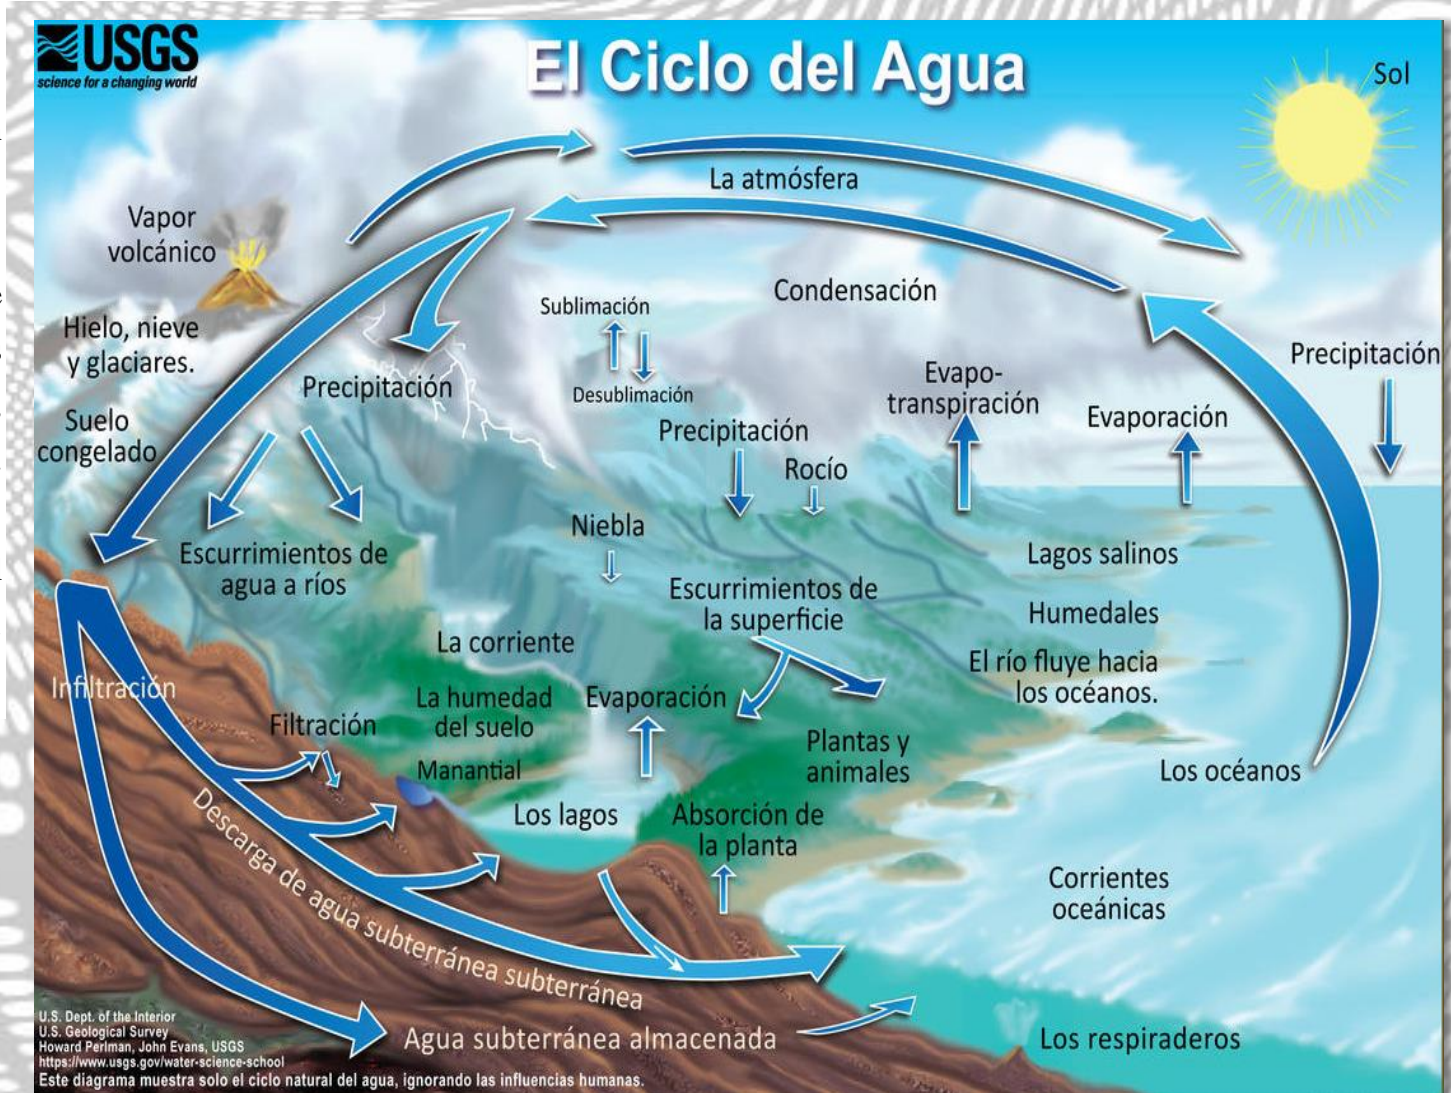 USGS
science for a changing world
El Ciclo del Agua
Sol
La atmósfera
Vapor
volcánico
Condensación
Sublimación
Hielo, nieve
y glaciares.
Precipitación
Precipitación
Desublimación
Evapo-
transpiración
Evaporación
Suelo
congelado
Precipitación
Rocío
Niebla
Escurrimientos de
agua a ríos
Lagos salinos
Escurrimientos de
la superficie
Humedales
La corriente
El río fluye hacia
los océanos.
Infiltración
La humedad
del suelo
Evaporación
Filtración
Plantas y
animales
Manantial
Los océanos
Los lagos
Absorción de
la planta
Descarga de agua subterránea subterránea
Corrientes
oceánicas
Agua subterránea almacenada
Los respiraderos
U.S. Dept. of the Interior
U.S. Geological Survey
Howard Perlman, John Evans, USGS
https://www.usgs.gov/water-science-school
Este diagrama muestra solo el ciclo natural del agua, ignorando las influencias humanas.